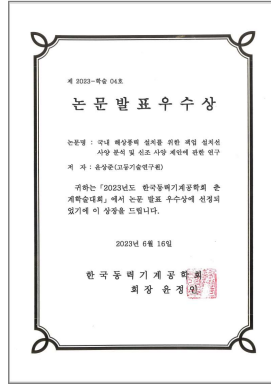 제 2023-학술 04호
논문발표우수상
논문명 : 국내 해상풍력 설치를 위한 잭업 설치선
사양 분석 및 신조 사양 제안에 관한 연구
저 자 : 윤상준(고등기술연구원)
귀하는 「2023년도 한국동력기계공학회 춘
계학술대회」에서 논문 발표 우수상에 선정되
었기에 이 상장을 드립니다.
2023년 6월 16일
한국동력기계공학회
회장 윤정인